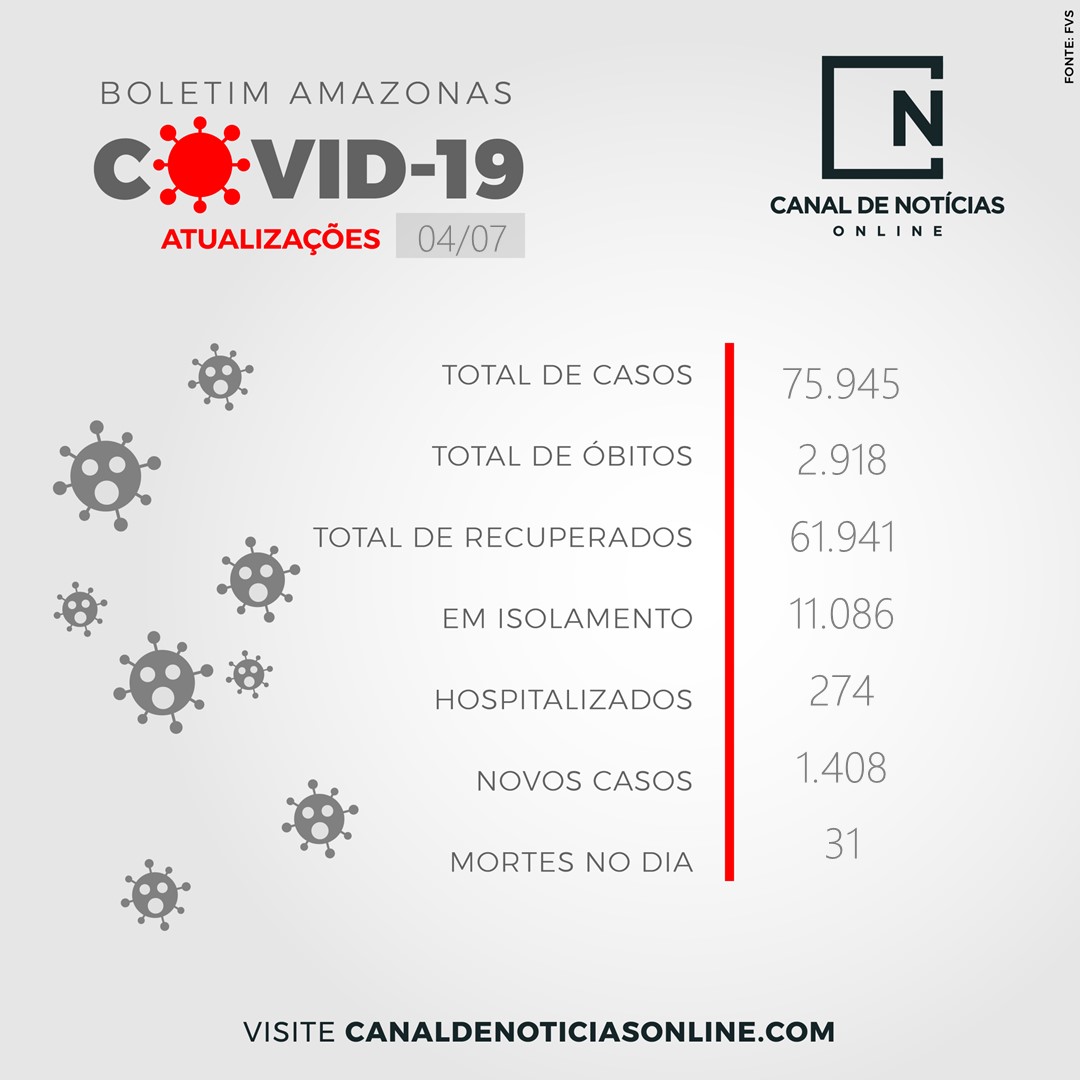 FONTE: FVS
BOLETIM AMAZONAS
COVID-19
ATUALIZAÇÕES 04/07
N
CANAL DE NOTÍCIAS
ONLINE
TOTAL DE CASOS 75.945
TOTAL DE ÓBITOS 2.918
TOTAL DE RECUPERADOS 61.941
EM ISOLAMENTO 11.086
HOSPITALIZADOS 274
NOVOS CASOS 1.408
MORTES NO DIA 31
VISITE CANALDENOTICIASONLINE.COM